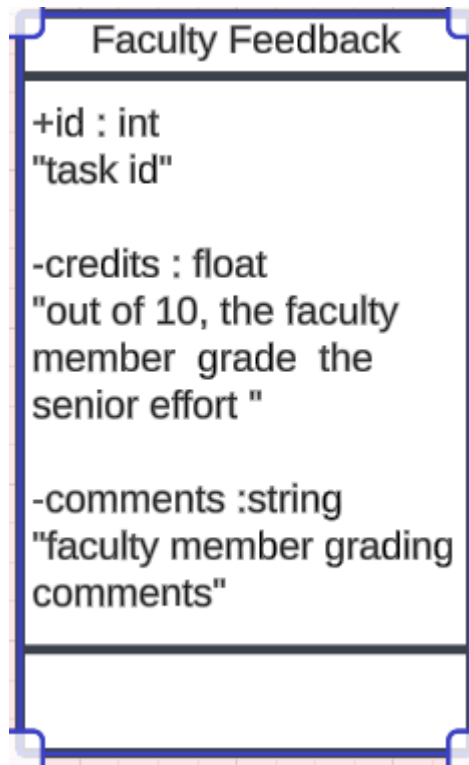 Faculty Feedback
+id : int
"task id"
-credits : float
"out of 10, the faculty
member  grade  the
senior effort "
-comments :string
"faculty member grading
comments"